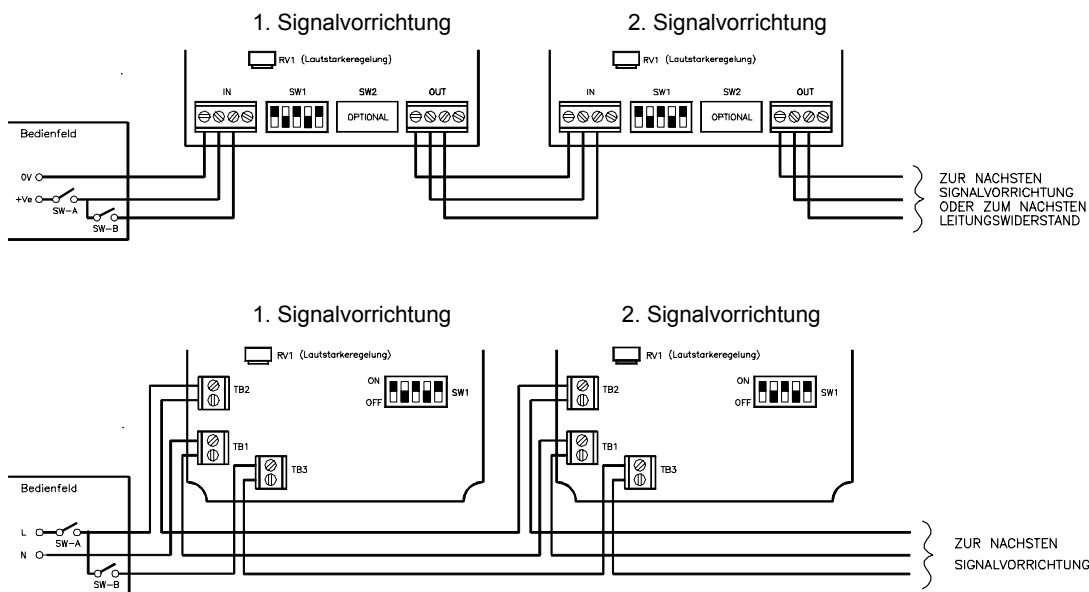 1. Signalvorrichtung
2. Signalvorrichtung
RV1 (Lautstarkeregelung)
RV1 (Lautstarkeregelung)
IN
SW1
SW2
OUT
IN
SW1
SW2
OUT
OPTIONAL
OPTIONAL
Bedienfeld
0V
+Ve
SW-A
SW-B
ZUR NACHSTEN
SIGNALVORRICHTUNG
ODER ZUM NACHSTEN
LEITUNGSWIDERSTAND
1. Signalvorrichtung
2. Signalvorrichtung
RV1 (Lautstarkeregelung)
RV1 (Lautstarkeregelung)
TB2
ON
OFF
SW1
TB2
ON
OFF
SW1
TB1
TB3
TB1
TB3
Bedienfeld
L
SW-A
N
SW-B
ZUR NACHSTEN
SIGNALVORRICHTUNG